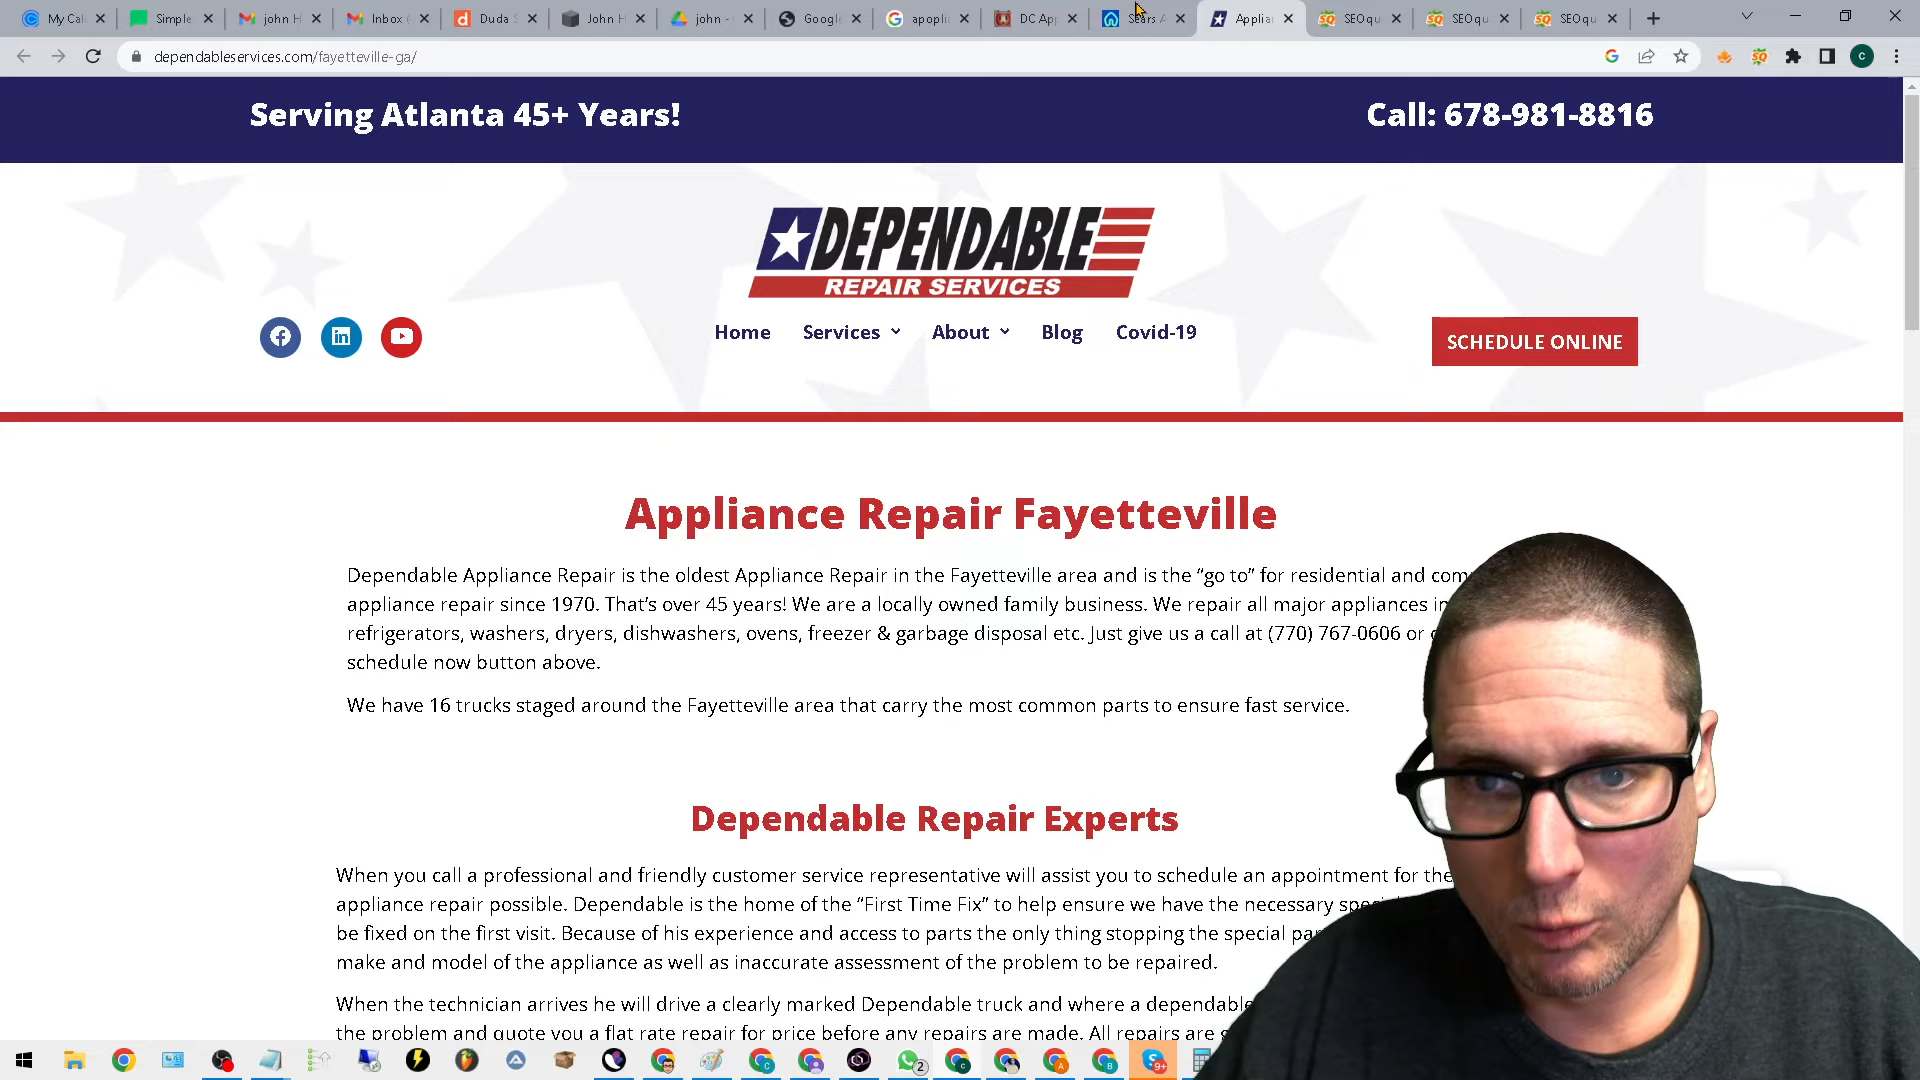 My Cal
Simple
john H
Inbox (
Duda S
John H
john -
Google
apopli
DC App
Sears A
Applian
SEOqu
SEOqu
SEOqu
dependableservices.com/fayetteville-ga/
Serving Atlanta 45+ Years!
Call: 678-981-8816
DEPENDABLE
REPAIR SERVICES
Home
Services
About
Blog
Covid-19
SCHEDULE ONLINE
Appliance Repair Fayetteville
Dependable Appliance Repair is the oldest Appliance Repair in the Fayetteville area and is the “go to” for residential and com
appliance repair since 1970. That’s over 45 years! We are a locally owned family business. We repair all major appliances in
refrigerators, washers, dryers, dishwashers, ovens, freezer & garbage disposal etc. Just give us a call at (770) 767-0606 or
schedule now button above.
We have 16 trucks staged around the Fayetteville area that carry the most common parts to ensure fast service.
Dependable Repair Experts
When you call a professional and friendly customer service representative will assist you to schedule an appointment for the
appliance repair possible. Dependable is the home of the “First Time Fix” to help ensure we have the necessary
be fixed on the first visit. Because of his experience and access to parts the only thing stopping the special
make and model of the appliance as well as inaccurate assessment of the problem to be repaired.
When the technician arrives he will drive a clearly marked Dependable truck and where a dependable
the problem and quote you a flat rate repair for price before any repairs are made. All repairs are